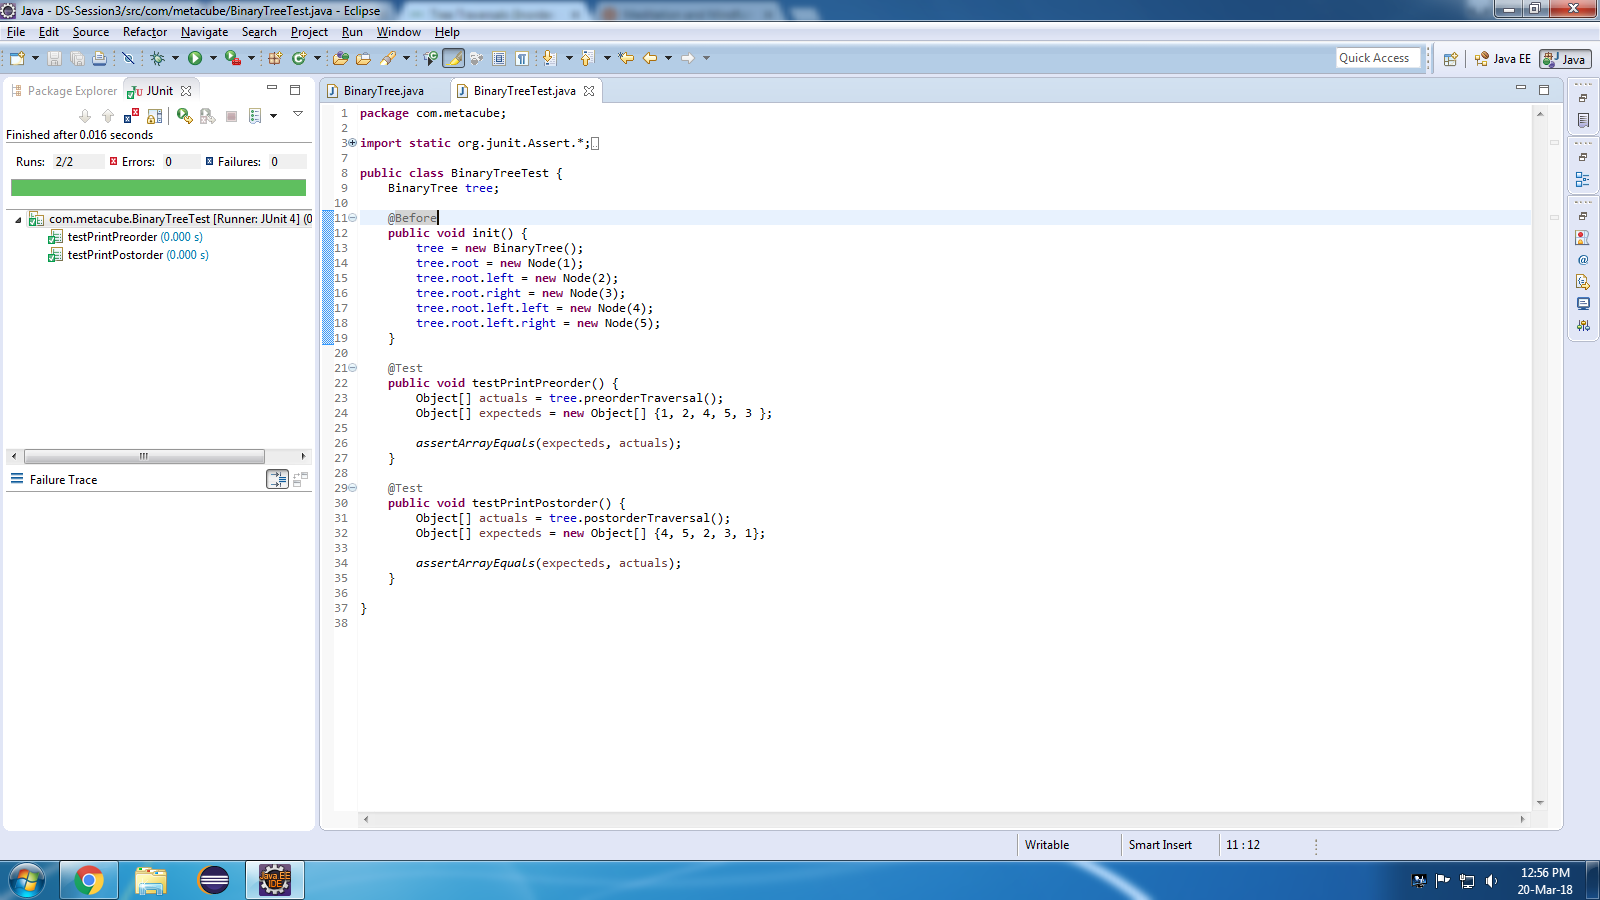 Java - DS-Session3/src/com/metacube/BinaryTreeTest.java - Eclipse
File Edit Source Refactor Navigate Search Project Run Window Help
Quick Access
Java EE
Java
Package Explorer
JUnit
Finished after 0.016 seconds
Runs: 2/2 Errors: 0 Failures: 0
com.metacube.BinaryTreeTest [Runner: JUnit 4] (0
testPrintPreorder (0.000 s)
testPrintPostorder (0.000 s)
Failure Trace
BinaryTree.java
BinaryTreeTest.java
1 package com.metacube;
2
3 import static org.junit.Assert.*;
7
8 public class BinaryTreeTest {
9 BinaryTree tree;
10
11 @Before
12 public void init() {
13 tree = new BinaryTree();
14 tree.root = new Node(1);
15 tree.root.left = new Node(2);
16 tree.root.right = new Node(3);
17 tree.root.left.left = new Node(4);
18 tree.root.left.right = new Node(5);
19 }
20
21 @Test
22 public void testPrintPreorder() {
23 Object[] actuals = tree.preorderTraversal();
24 Object[] expecteds = new Object[] {1, 2, 4, 5, 3 };
25
26 assertArrayEquals(expecteds, actuals);
27 }
28
29 @Test
30 public void testPrintPostorder() {
31 Object[] actuals = tree.postorderTraversal();
32 Object[] expecteds = new Object[] {4, 5, 2, 3, 1};
33
34 assertArrayEquals(expecteds, actuals);
35 }
36
37 }
38
Writable
Smart Insert
11 : 12
Java EE
IDE
12:56 PM
20-Mar-18